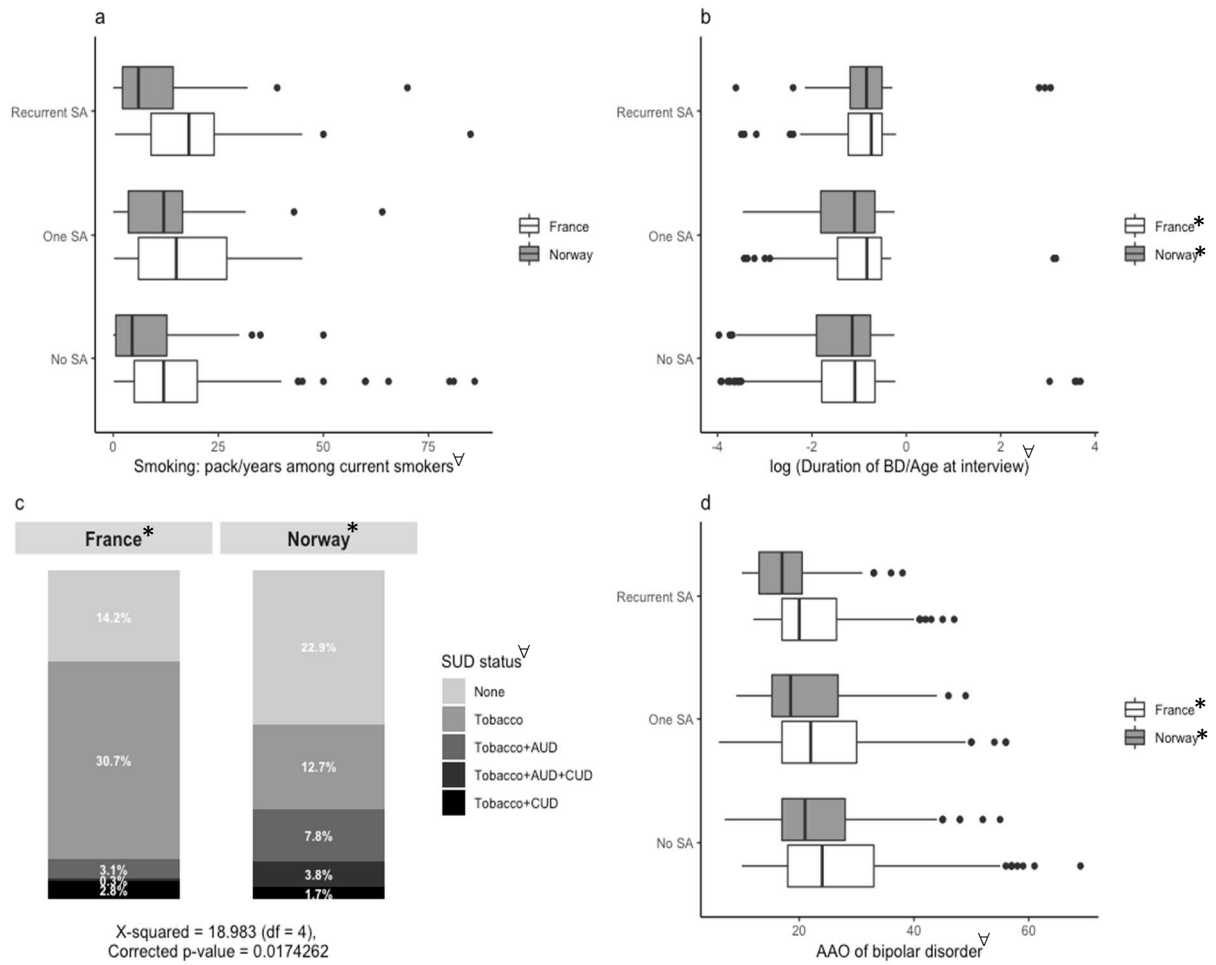 a
Recurrent SA
One SA
No SA
0 25 50 75
Smoking: pack/years among current smokers∀
France
Norway
b
Recurrent SA
One SA
No SA
-4 -2 0 2 4
log (Duration of BD/Age at interview)∀
France*
Norway*
c
France* Norway*
14.2%
30.7%
3.1%
0.3%
2.8%
22.9%
12.7%
7.8%
3.8%
1.7%
SUD status∀
None
Tobacco
Tobacco+AUD
Tobacco+AUD+CUD
Tobacco+CUD
X-squared = 18.983 (df = 4),
Corrected p-value = 0.0174262
d
Recurrent SA
One SA
No SA
20 40 60
AAO of bipolar disorder∀
France*
Norway*